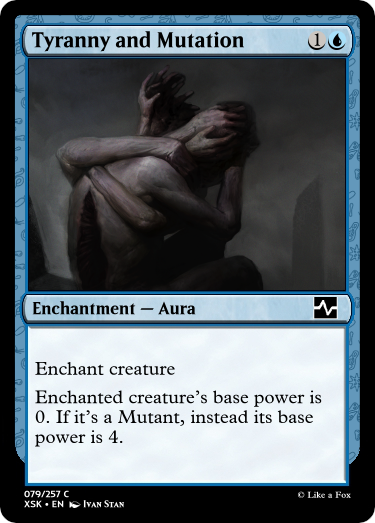 Tyranny and Mutation 1
Enchantment — Aura
Enchant creature
Enchanted creature's base power is
0. If it's a Mutant, instead its base
power is 4.
079/257 C
XSK • EN Ivan Stan
© Like a Fox